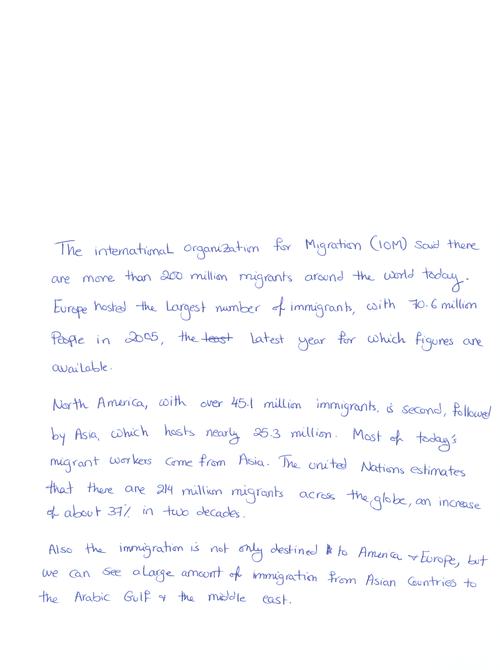 The international organization for Migration (IOM) said there
are more than 200 million migrants around the world today.
Europe hosted the Largest number of immigrants, with 70.6 million
People in 2005, the least latest year for which figures are
available.
North America, with over 45.1 million immigrants, is second, followed
by Asia, which hosts nearly 25.3 million. Most of today's
migrant workers come from Asia. The united Nations estimates
that there are 214 million migrants across the globe, an increase
of about 37% in two decades.
Also the immigration is not only destined to America & Europe, but
we can see a large amount of immigration from Asian Countries to
the Arabic Gulf & the middle east.